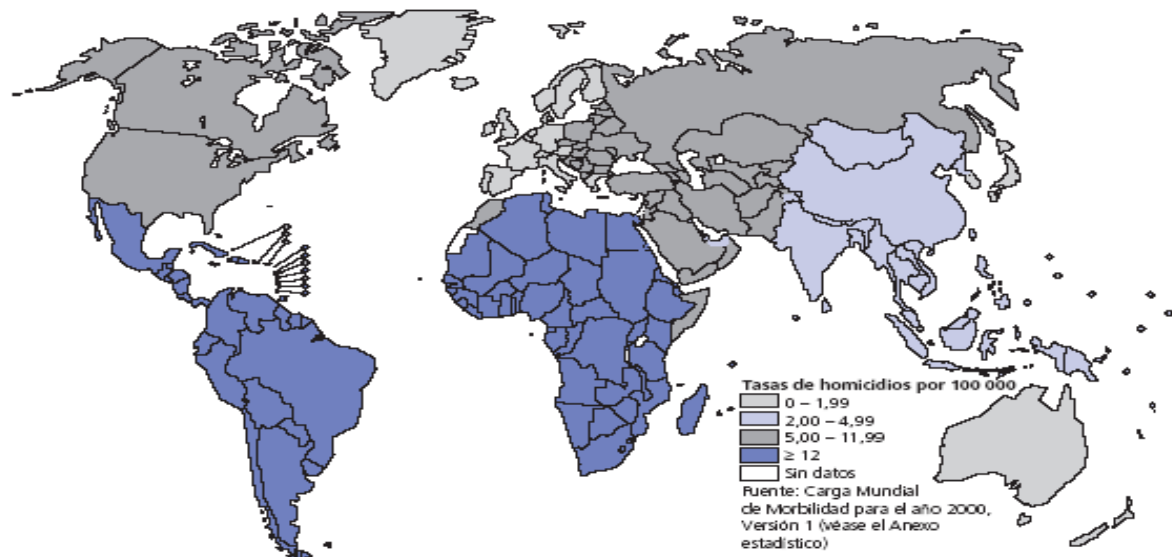 Tasas de homicidios por 100 000
0 – 1,99
2,00 – 4,99
5,00 – 11,99
≥ 12
Sin datos
Fuente: Carga Mundial
de Morbilidad para el año 2000,
Versión 1 (véase el Anexo
estadístico)